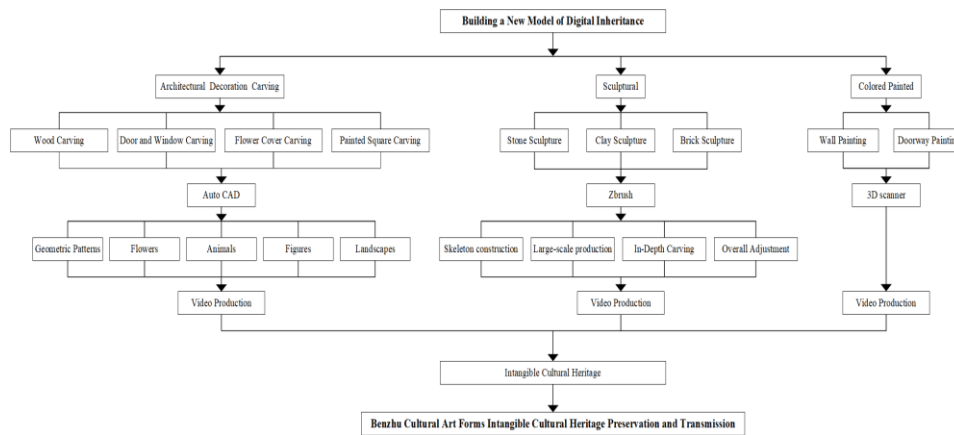 Building a New Model of Digital Inheritance
Architectural Decoration Carving
Sculptural
Colored Painted
Wood Carving
Door and Window Carving
Flower Cover Carving
Painted Square Carving
Stone Sculpture
Clay Sculpture
Brick Sculpture
Wall Painting
Doorway Painting
Auto CAD
Zbrush
3D scanner
Geometric Patterns
Flowers
Animals
Figures
Landscapes
Skeleton construction
Large-scale production
In-Depth Carving
Overall Adjustment
Video Production
Video Production
Video Production
Intangible Cultural Heritage
Benzhu Cultural Art Forms Intangible Cultural Heritage Preservation and Transmission